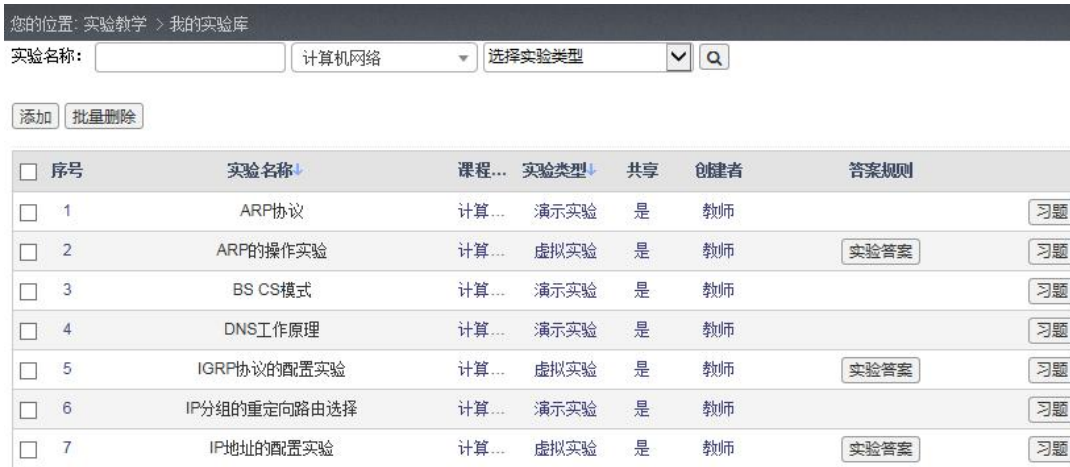 您的位置: 实验教学 > 我的实验库
实验名称: 计算机网络 选择实验类型
添加 批量删除
序号 实验名称↓ 课程... 实验类型↓ 共享 创建者 答案规则
1 ARP协议 计算... 演示实验 是 教师 习题
2 ARP的操作实验 计算... 虚拟实验 是 教师 实验答案 习题
3 BS CS模式 计算... 演示实验 是 教师 习题
4 DNS工作原理 计算... 演示实验 是 教师 习题
5 IGRP协议的配置实验 计算... 虚拟实验 是 教师 实验答案 习题
6 IP分组的重定向路由选择 计算... 演示实验 是 教师 习题
7 IP地址的配置实验 计算... 虚拟实验 是 教师 实验答案 习题